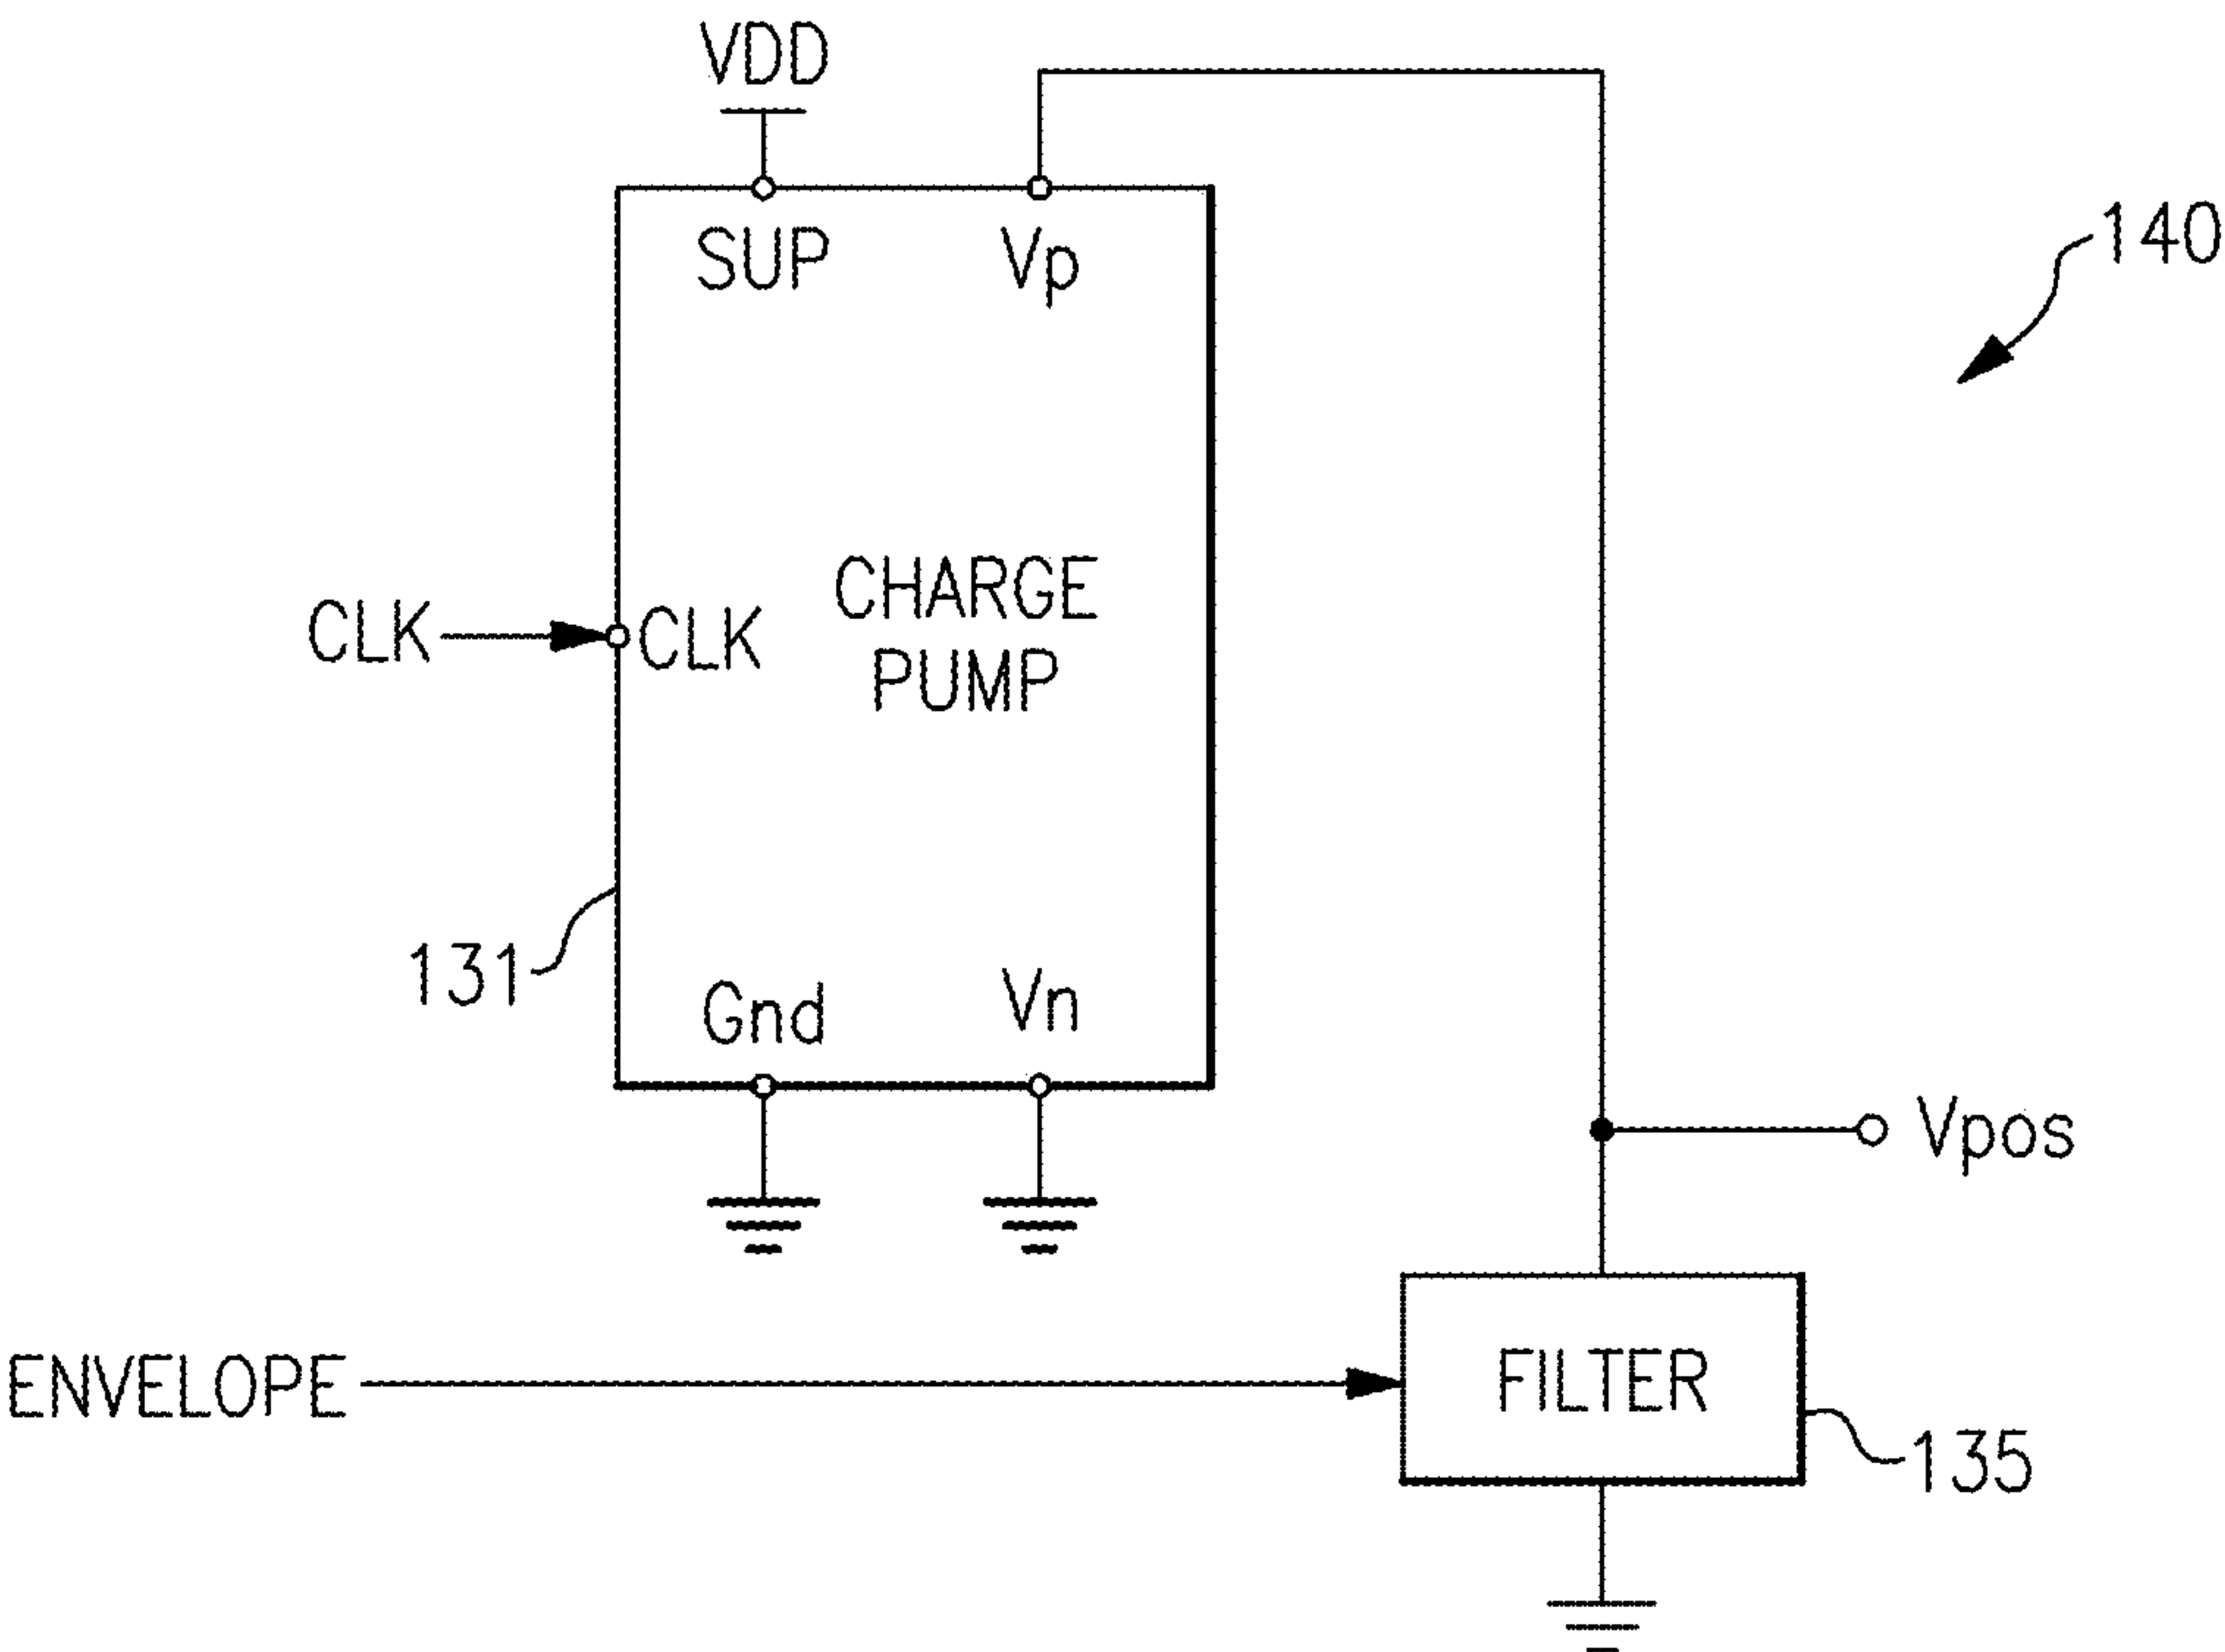 VDD
SUP
Vp
140
CLK
CLK
CHARGE
PUMP
131
Gnd
Vn
Vpos
ENVELOPE
FILTER
135